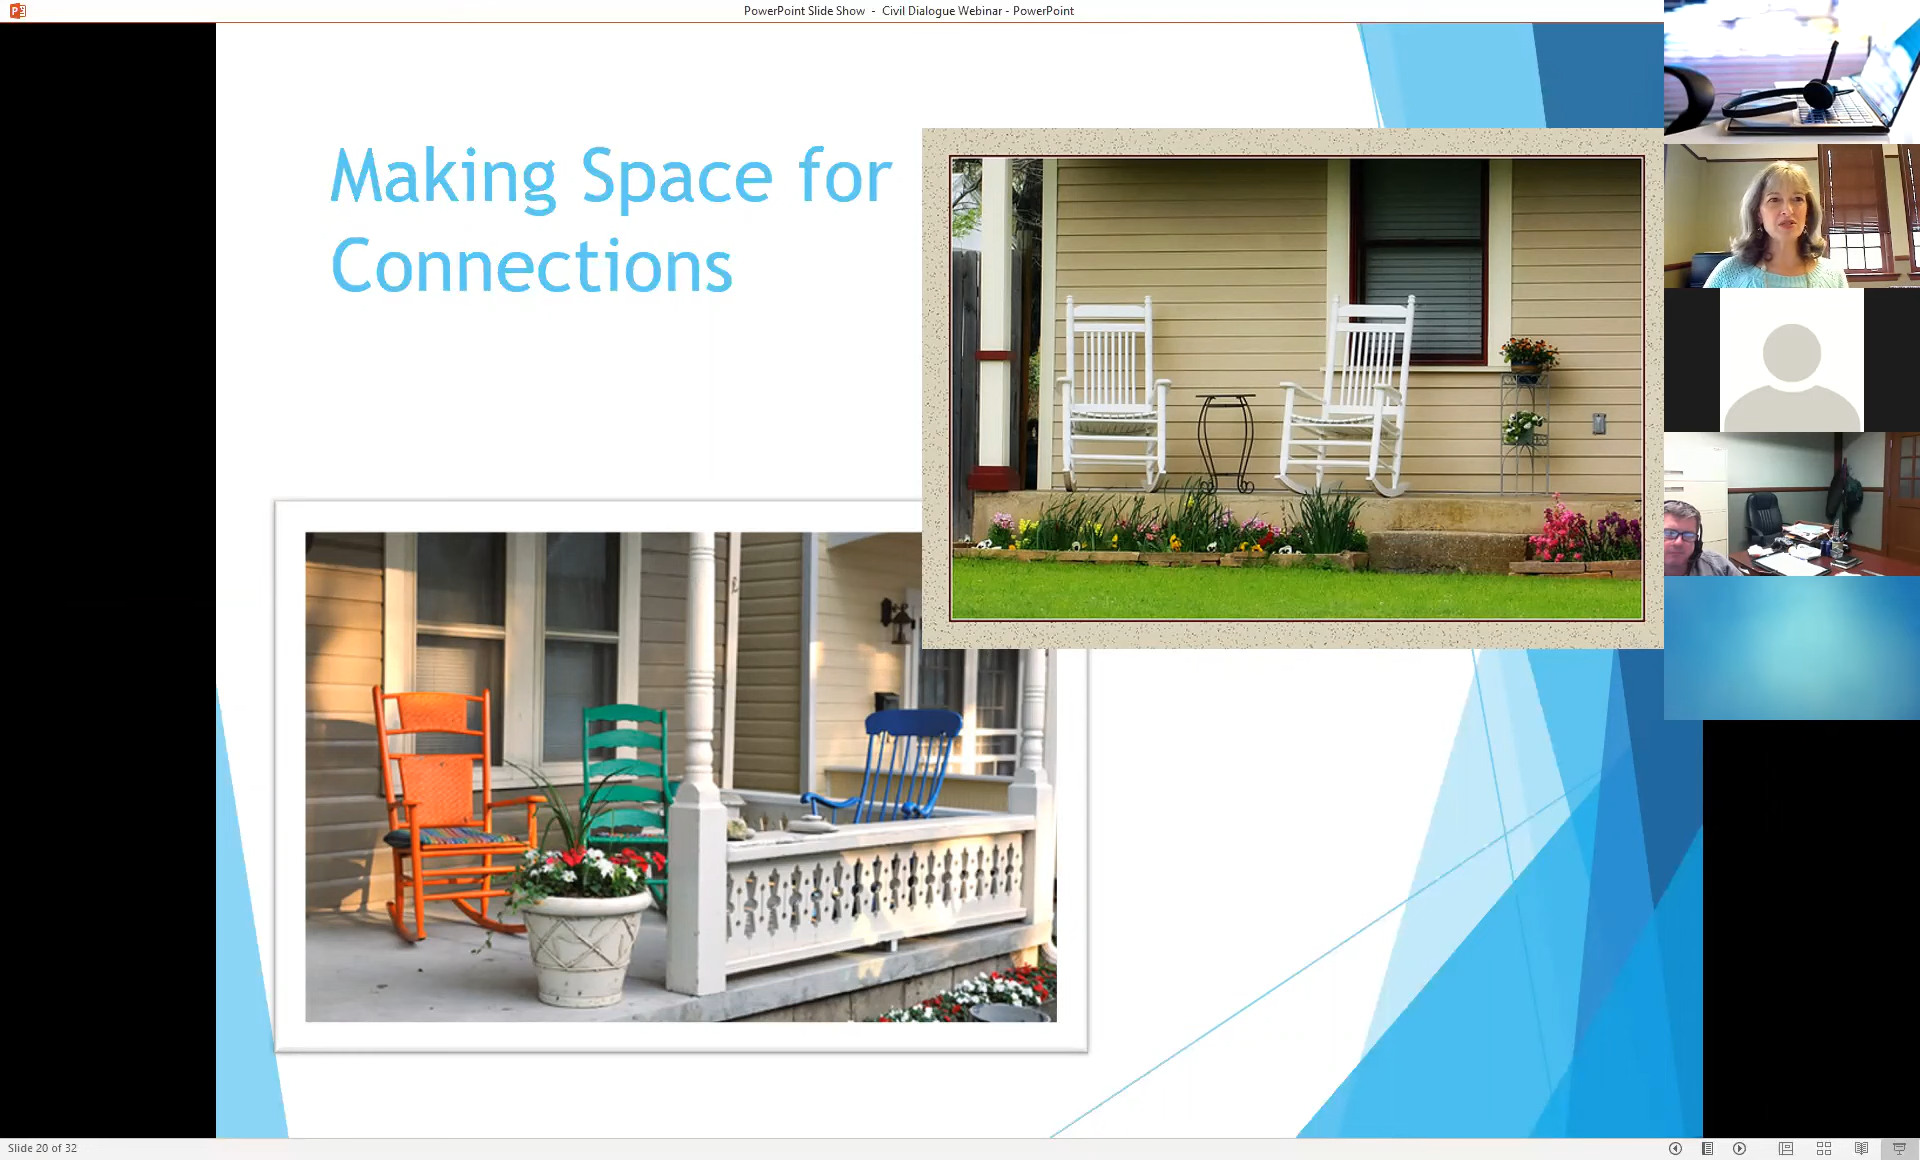 PowerPoint Slide Show - Civil Dialogue Webinar - PowerPoint
Making Space for
Connections
Slide 20 of 32